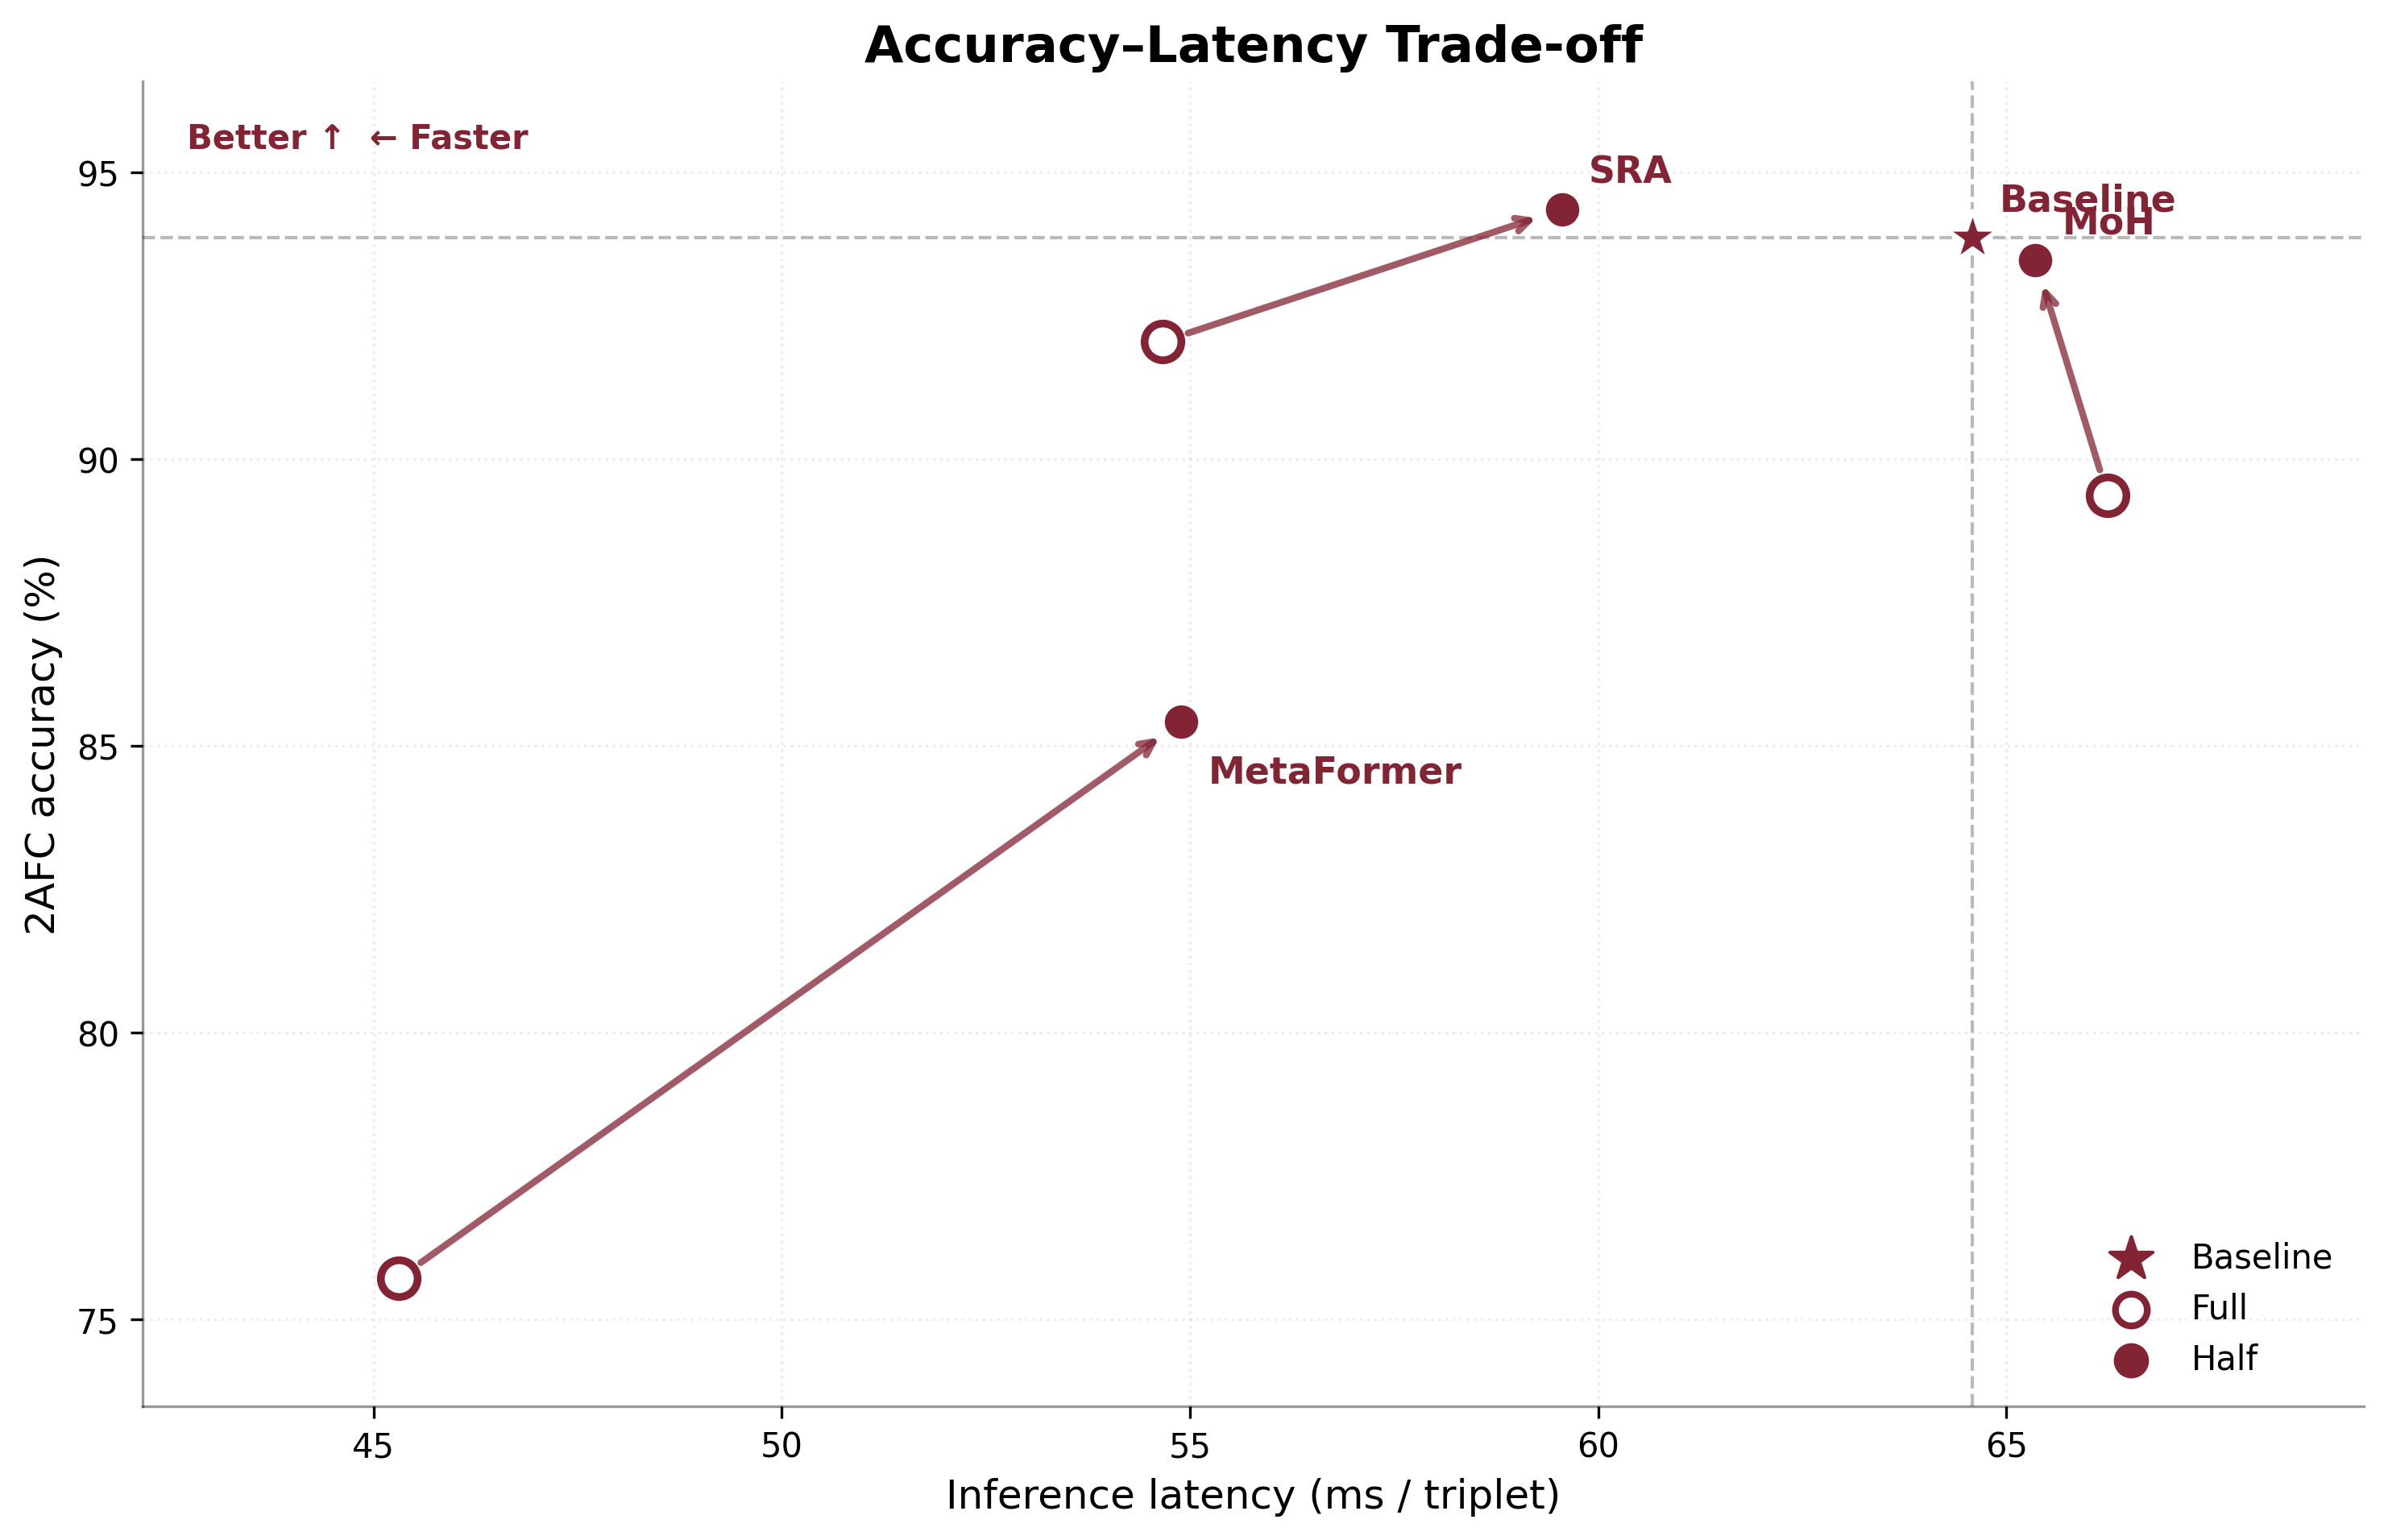 Accuracy–Latency Trade-off
Better ↑ ← Faster
SRA
Baseline
MoH
MetaFormer
2AFC accuracy (%)
95
90
85
80
75
45
50
55
60
65
Inference latency (ms / triplet)
Baseline
Full
Half